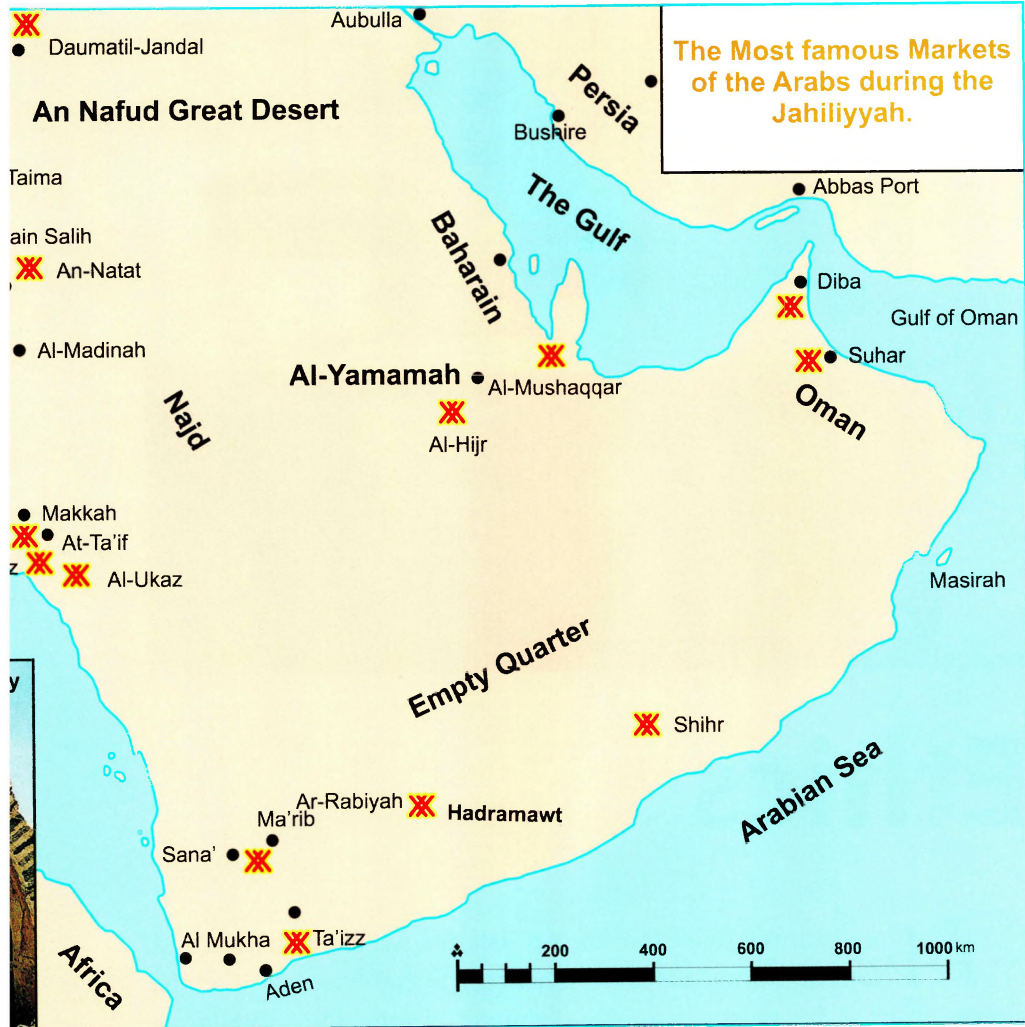 Aubulla
Daumatil-Jandal
The Most famous Markets
of the Arabs during the
Jahiliyyah.
Persia
An Nafud Great Desert
Bushire
Taima
Abbas Port
The Gulf
ain Salih
Baharain
An-Natat
Diba
Gulf of Oman
Al-Madinah
Suhar
Al-Yamamah
Al-Mushaqqar
Oman
Najd
Al-Hijr
Makkah
At-Ta'if
z
Al-Ukaz
Masirah
Empty Quarter
y
Shihr
Arabian Sea
Ar-Rabiyah
Hadramawt
Ma'rib
Sana'
Al Mukha
Ta'izz
200 400 600 800 1000 km
Africa
Aden